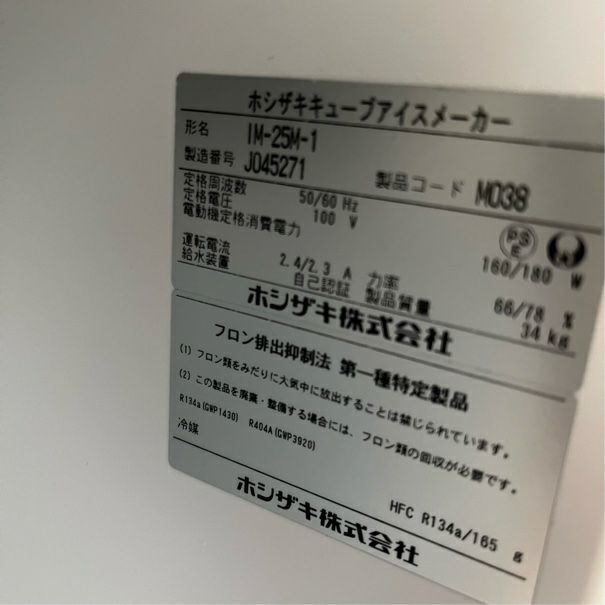 ホシザキキューブアイスメーカー
形名 IM-25M-1
製造番号 J045271 製品コード M038
定格周波数 50/60 Hz
定格電圧 100 V
電動機定格消費電力 160/180 W
PSE
運転電流 2.4/2.3 A 力率 66/78 %
給水装置 自己認証 製品質量 34 kg
ホシザキ株式会社
フロン排出抑制法 第一種特定製品
(1) フロン類をみだりに大気中に放出することは禁じられています。
(2) この製品を廃棄・整備する場合には、フロン類の回収が必要です。
R134a(GWP1430) R404A(GWP3920)
冷媒 HFC R134a/165 g
ホシザキ株式会社